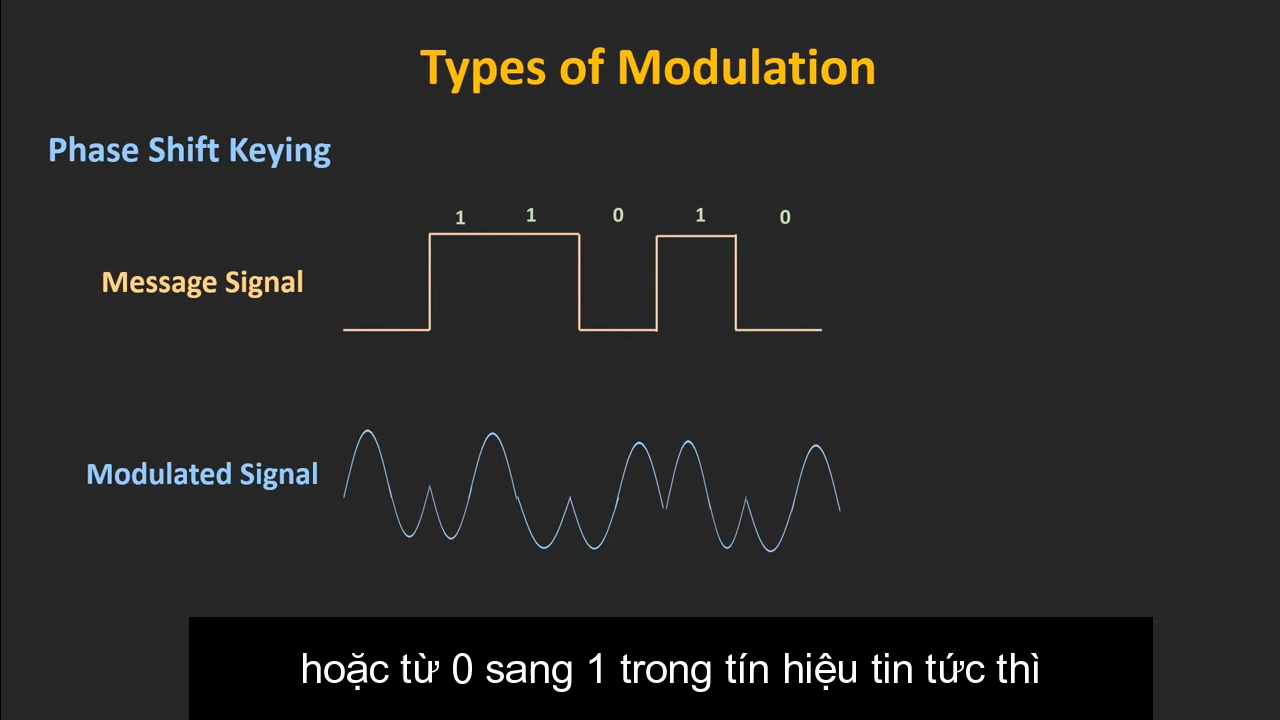 Types of Modulation
Phase Shift Keying
1 1 0 1 0
Message Signal
Modulated Signal
hoặc từ 0 sang 1 trong tín hiệu tin tức thì